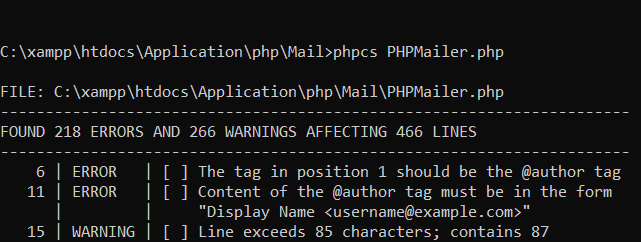 C:\xampp\htdocs\Application\php\Mail>phpcs PHPMailer.php
FILE: C:\xampp\htdocs\Application\php\Mail\PHPMailer.php
----------------------------------------------------------------------
FOUND 218 ERRORS AND 266 WARNINGS AFFECTING 466 LINES
----------------------------------------------------------------------
6 | ERROR | [ ] The tag in position 1 should be the @author tag
11 | ERROR | [ ] Content of the @author tag must be in the form
| | "Display Name <username@example.com>"
15 | WARNING | [ ] Line exceeds 85 characters; contains 87